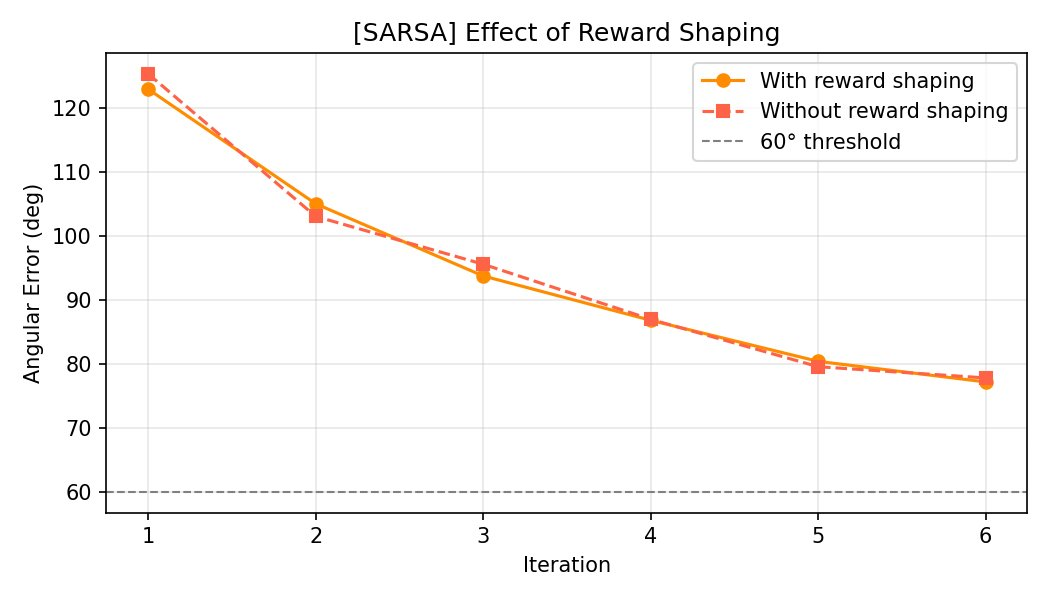 [SARSA] Effect of Reward Shaping
With reward shaping
Without reward shaping
60° threshold
Angular Error (deg)
120
110
100
90
80
70
60
1 2 3 4 5 6
Iteration